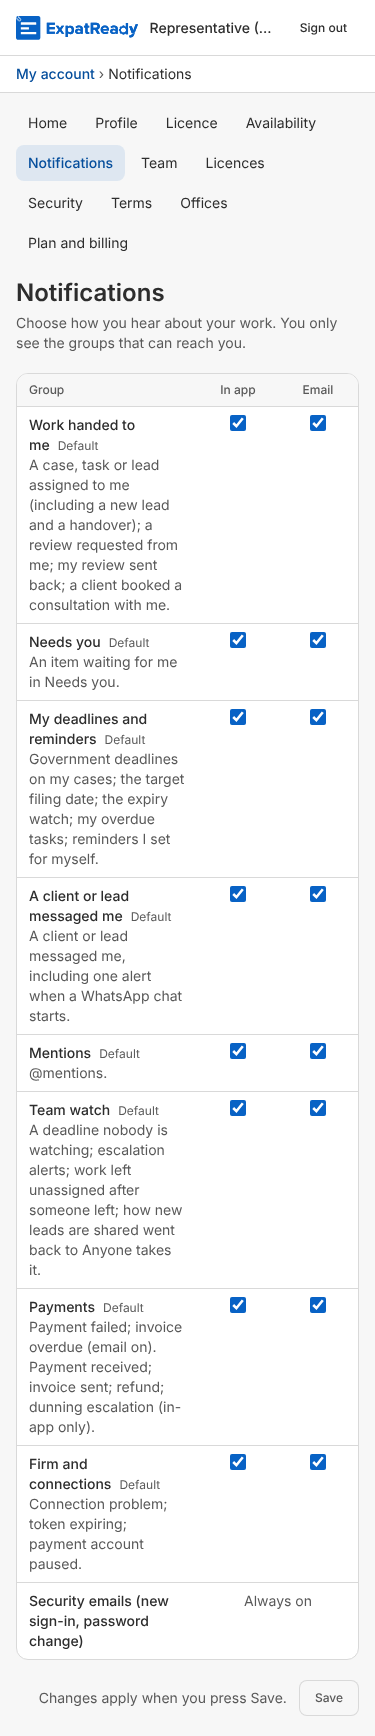 ExpatReady Representative (... Sign out
My account › Notifications
Home Profile Licence Availability
Notifications Team Licences
Security Terms Offices
Plan and billing
Notifications
Choose how you hear about your work. You only
see the groups that can reach you.
Group In app Email
Work handed to
me Default
A case, task or lead
assigned to me
(including a new lead
and a handover); a
review requested from
me; my review sent
back; a client booked a
consultation with me.
Needs you Default
An item waiting for me
in Needs you.
My deadlines and
reminders Default
Government deadlines
on my cases; the target
filing date; the expiry
watch; my overdue
tasks; reminders I set
for myself.
A client or lead
messaged me Default
A client or lead
messaged me,
including one alert
when a WhatsApp chat
starts.
Mentions Default
@mentions.
Team watch Default
A deadline nobody is
watching; escalation
alerts; work left
unassigned after
someone left; how new
leads are shared went
back to Anyone takes
it.
Payments Default
Payment failed; invoice
overdue (email on).
Payment received;
invoice sent; refund;
dunning escalation (in-
app only).
Firm and
connections Default
Connection problem;
token expiring;
payment account
paused.
Security emails (new Always on
sign-in, password
change)
Changes apply when you press Save. Save